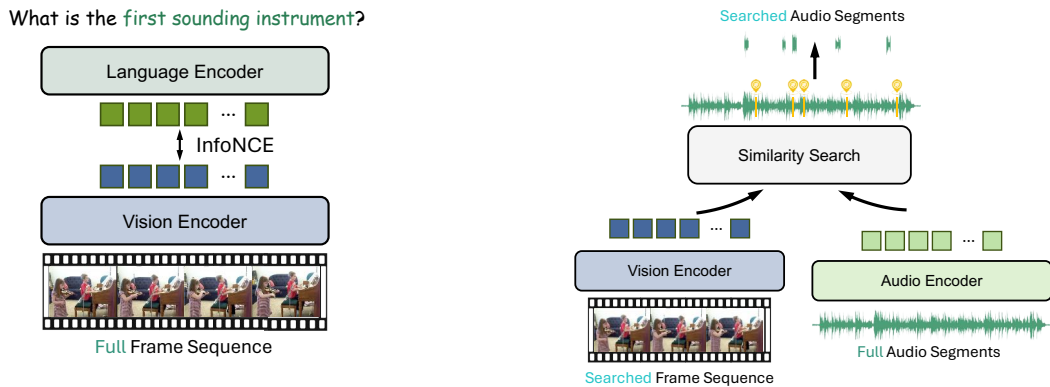 What is the first sounding instrument?
Language Encoder
...
InfoNCE
...
Vision Encoder
Full Frame Sequence
Searched Audio Segments
Similarity Search
...
Vision Encoder
Searched Frame Sequence
...
Audio Encoder
Full Audio Segments